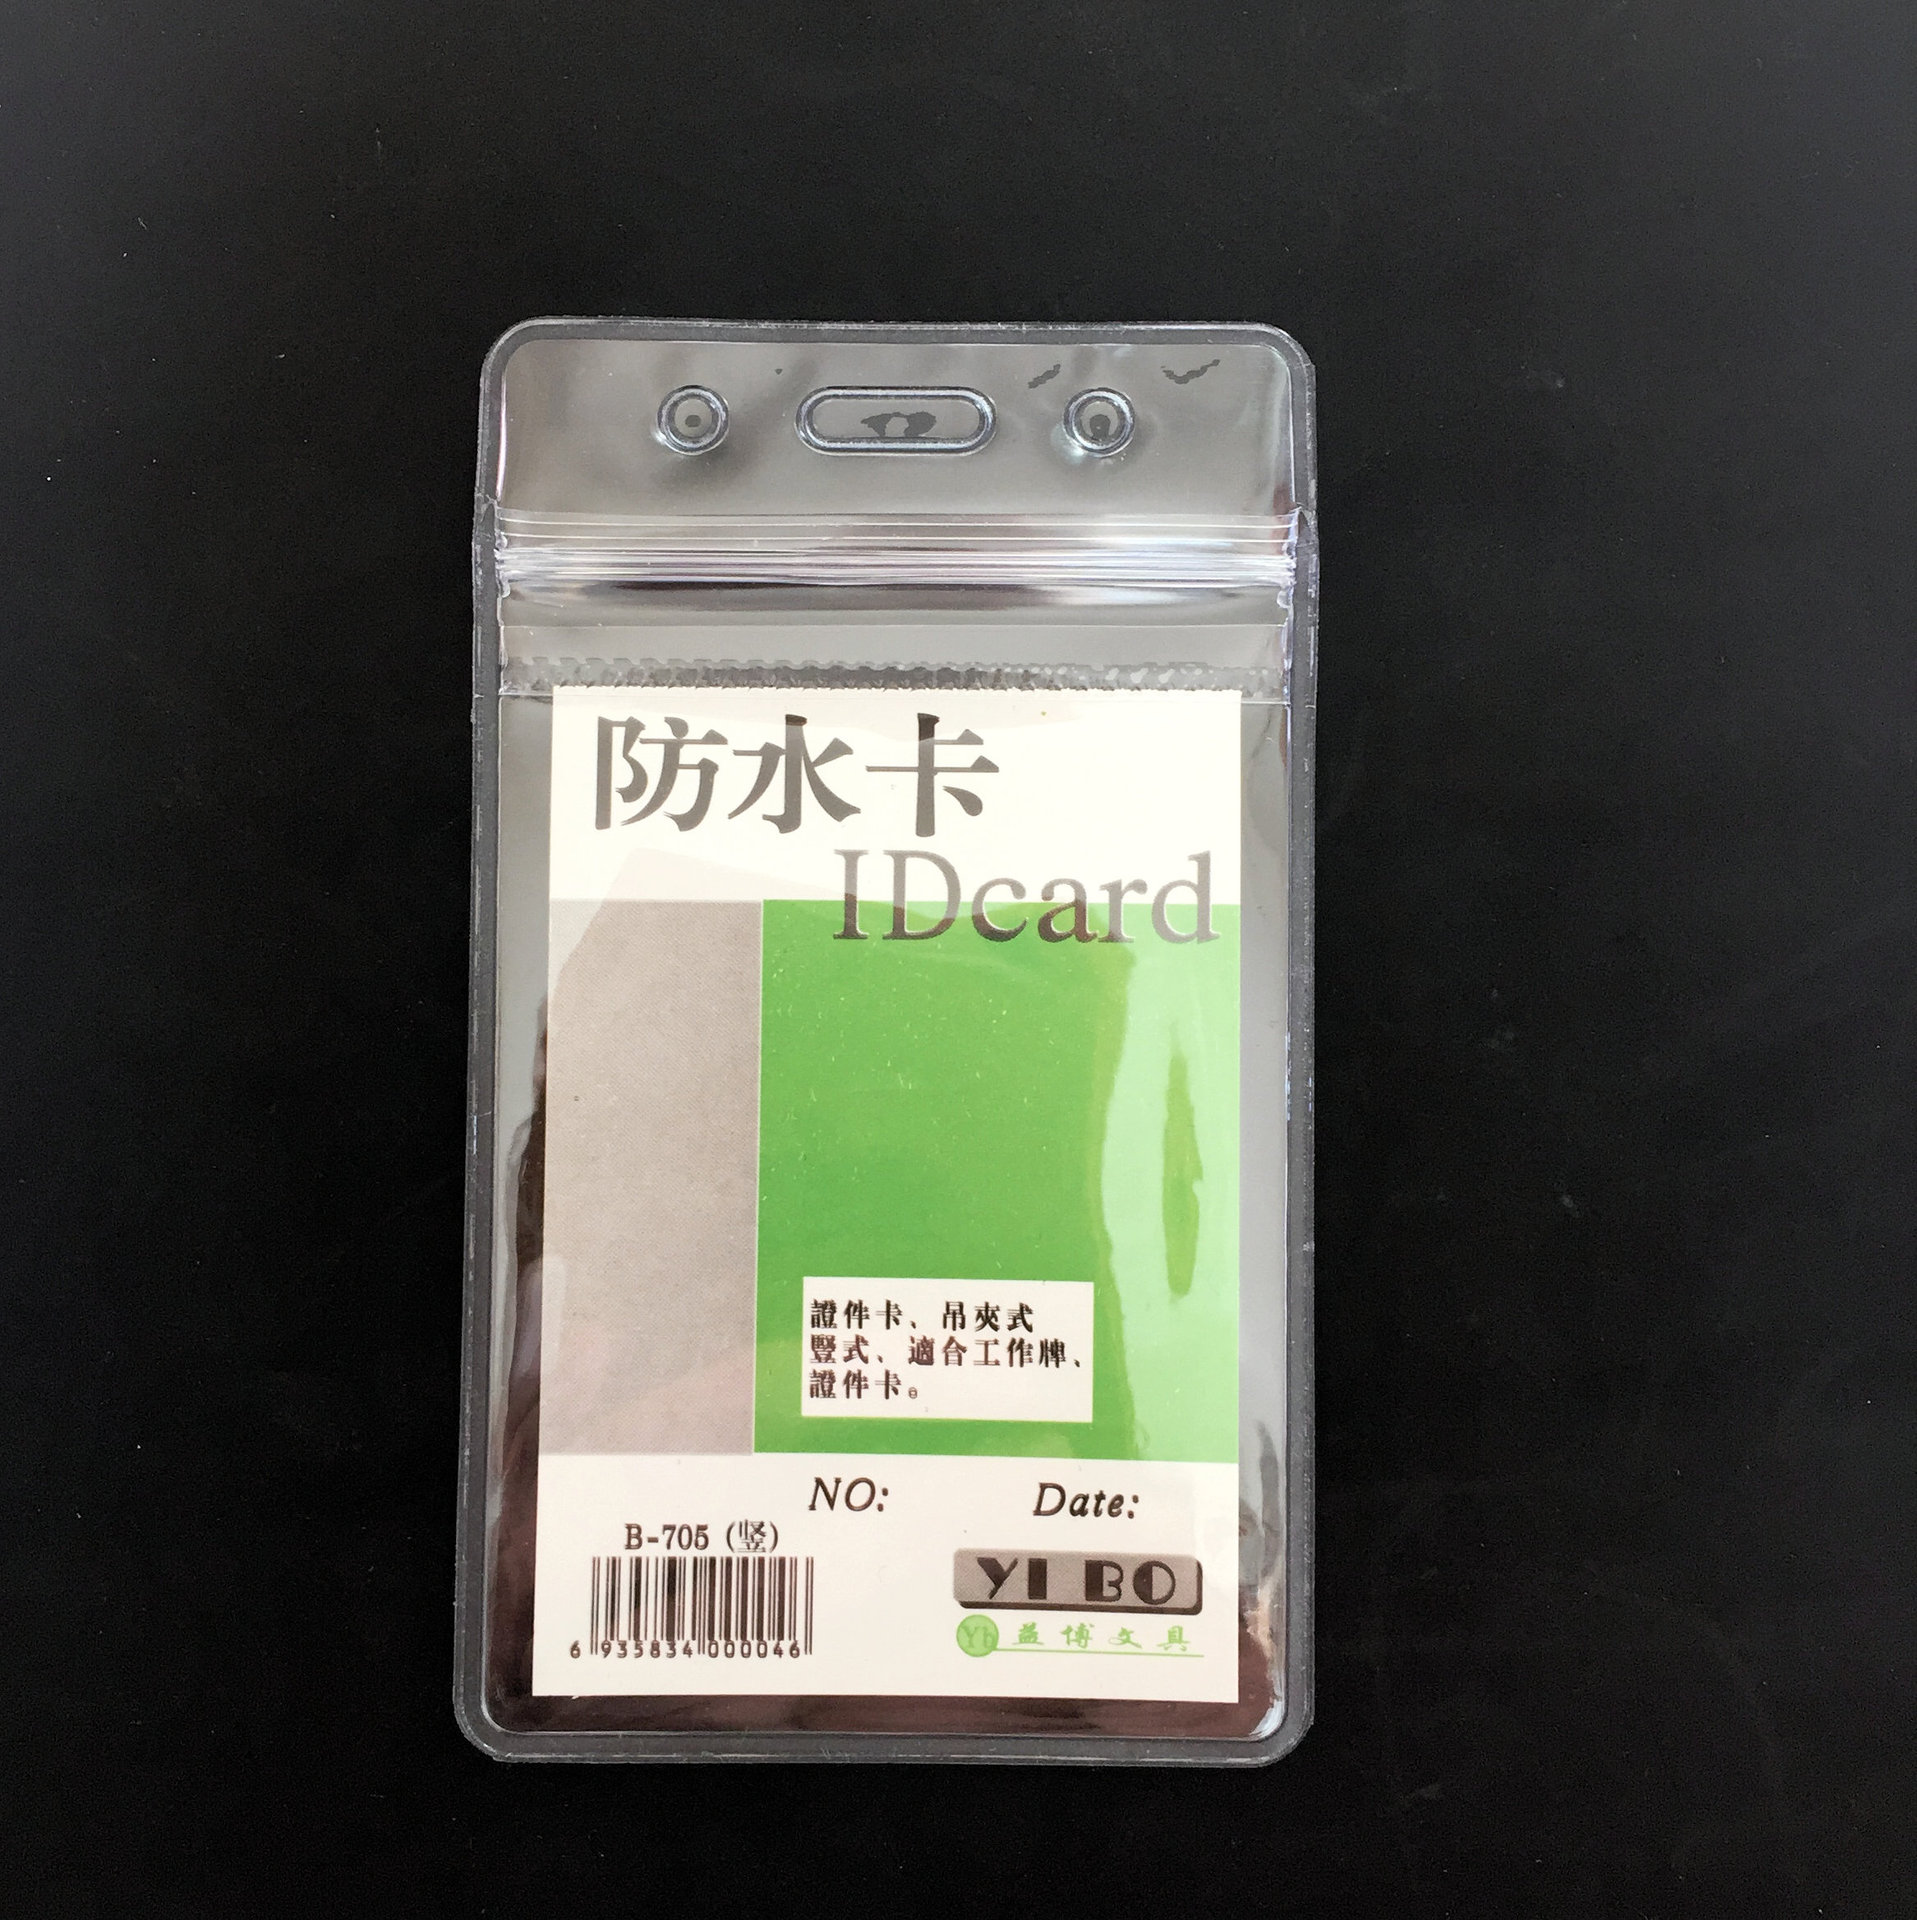 防水卡
IDcard
證件卡、吊夾式
豎式、適合工作牌、
證件卡。
NO: Date:
B-705 (竖)
6 935834 000046
YI BO
Yb 益博文具